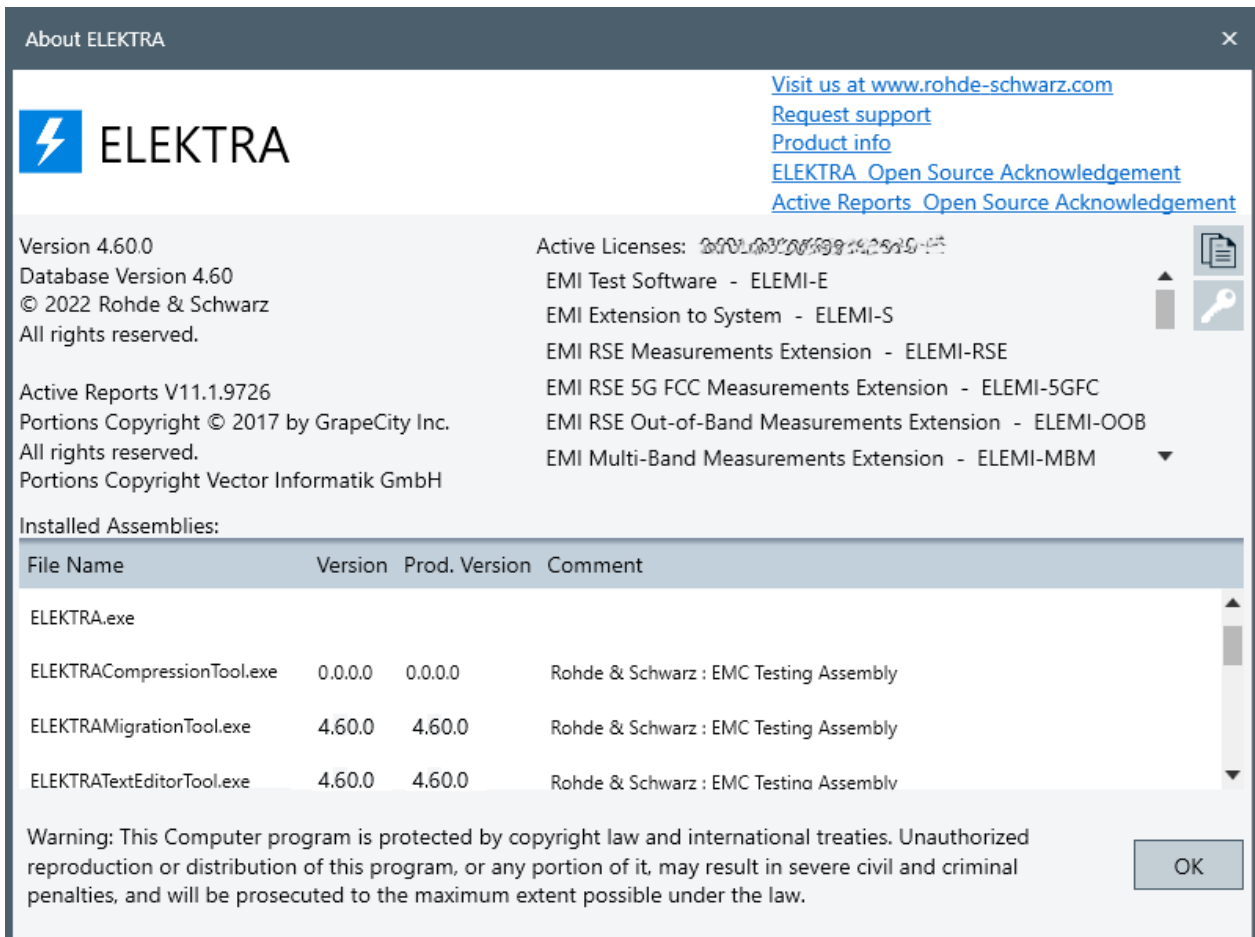 About ELEKTRA
ELEKTRA
Visit us at www.rohde-schwarz.com
Request support
Product info
ELEKTRA Open Source Acknowledgement
Active Reports Open Source Acknowledgement
Version 4.60.0
Database Version 4.60
© 2022 Rohde & Schwarz
All rights reserved.
Active Reports V11.1.9726
Portions Copyright © 2017 by GrapeCity Inc.
All rights reserved.
Portions Copyright Vector Informatik GmbH
Active Licenses:
EMI Test Software - ELEMI-E
EMI Extension to System - ELEMI-S
EMI RSE Measurements Extension - ELEMI-RSE
EMI RSE 5G FCC Measurements Extension - ELEMI-5GFC
EMI RSE Out-of-Band Measurements Extension - ELEMI-OOB
EMI Multi-Band Measurements Extension - ELEMI-MBM
Installed Assemblies:
File Name Version Prod. Version Comment
ELEKTRA.exe
ELEKTRACompressionTool.exe 0.0.0.0 0.0.0.0 Rohde & Schwarz : EMC Testing Assembly
ELEKTRAMigrationTool.exe 4.60.0 4.60.0 Rohde & Schwarz : EMC Testing Assembly
ELEKTRATextEditorTool.exe 4.60.0 4.60.0 Rohde & Schwarz : EMC Testing Assembly
Warning: This Computer program is protected by copyright law and international treaties. Unauthorized
reproduction or distribution of this program, or any portion of it, may result in severe civil and criminal
penalties, and will be prosecuted to the maximum extent possible under the law.
OK